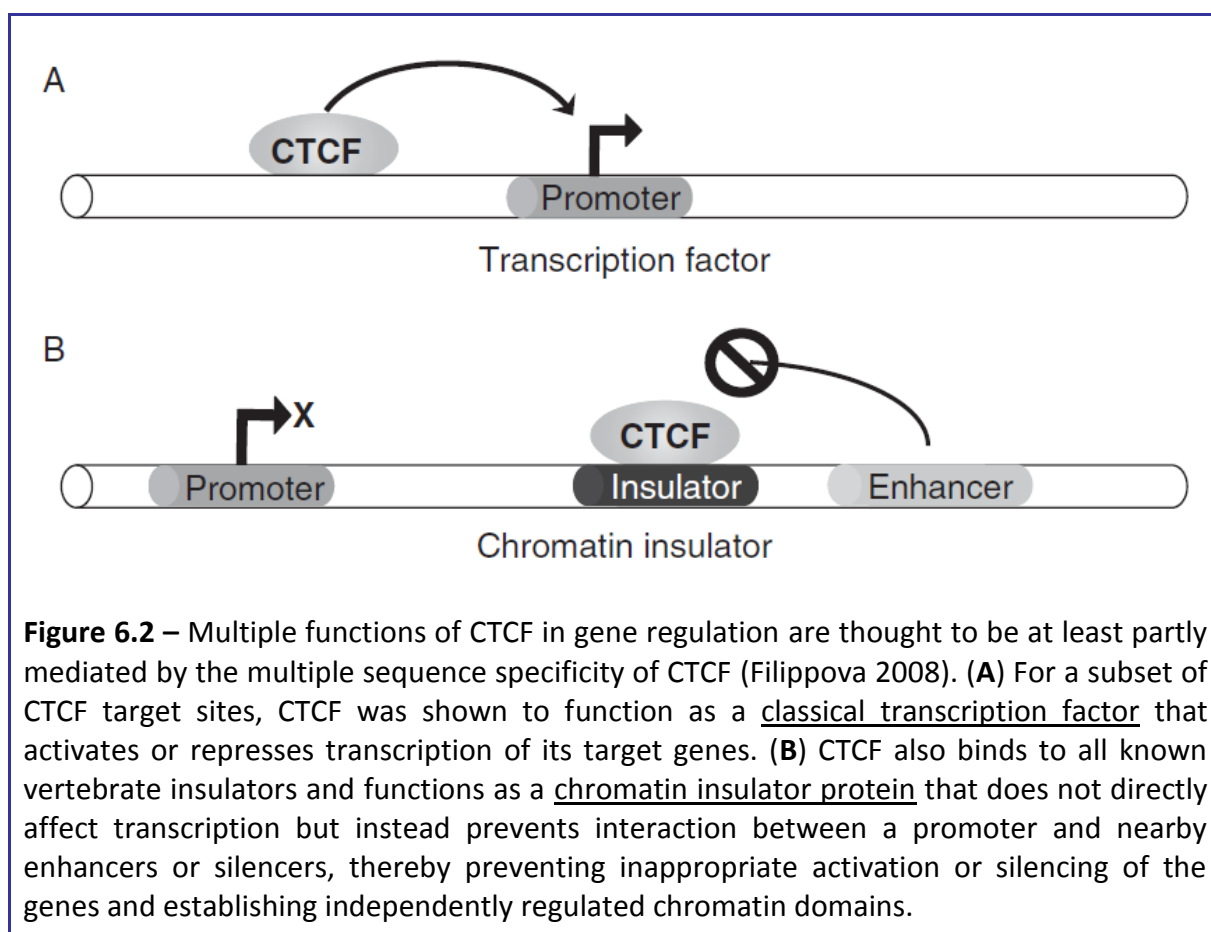 A
CTCF
Promoter
Transcription factor
B
X
CTCF
Promoter
Insulator
Enhancer
Chromatin insulator
Figure 6.2 – Multiple functions of CTCF in gene regulation are thought to be at least partly
mediated by the multiple sequence specificity of CTCF (Filippova 2008). (A) For a subset of
CTCF target sites, CTCF was shown to function as a classical transcription factor that
activates or represses transcription of its target genes. (B) CTCF also binds to all known
vertebrate insulators and functions as a chromatin insulator protein that does not directly
affect transcription but instead prevents interaction between a promoter and nearby
enhancers or silencers, thereby preventing inappropriate activation or silencing of the
genes and establishing independently regulated chromatin domains.